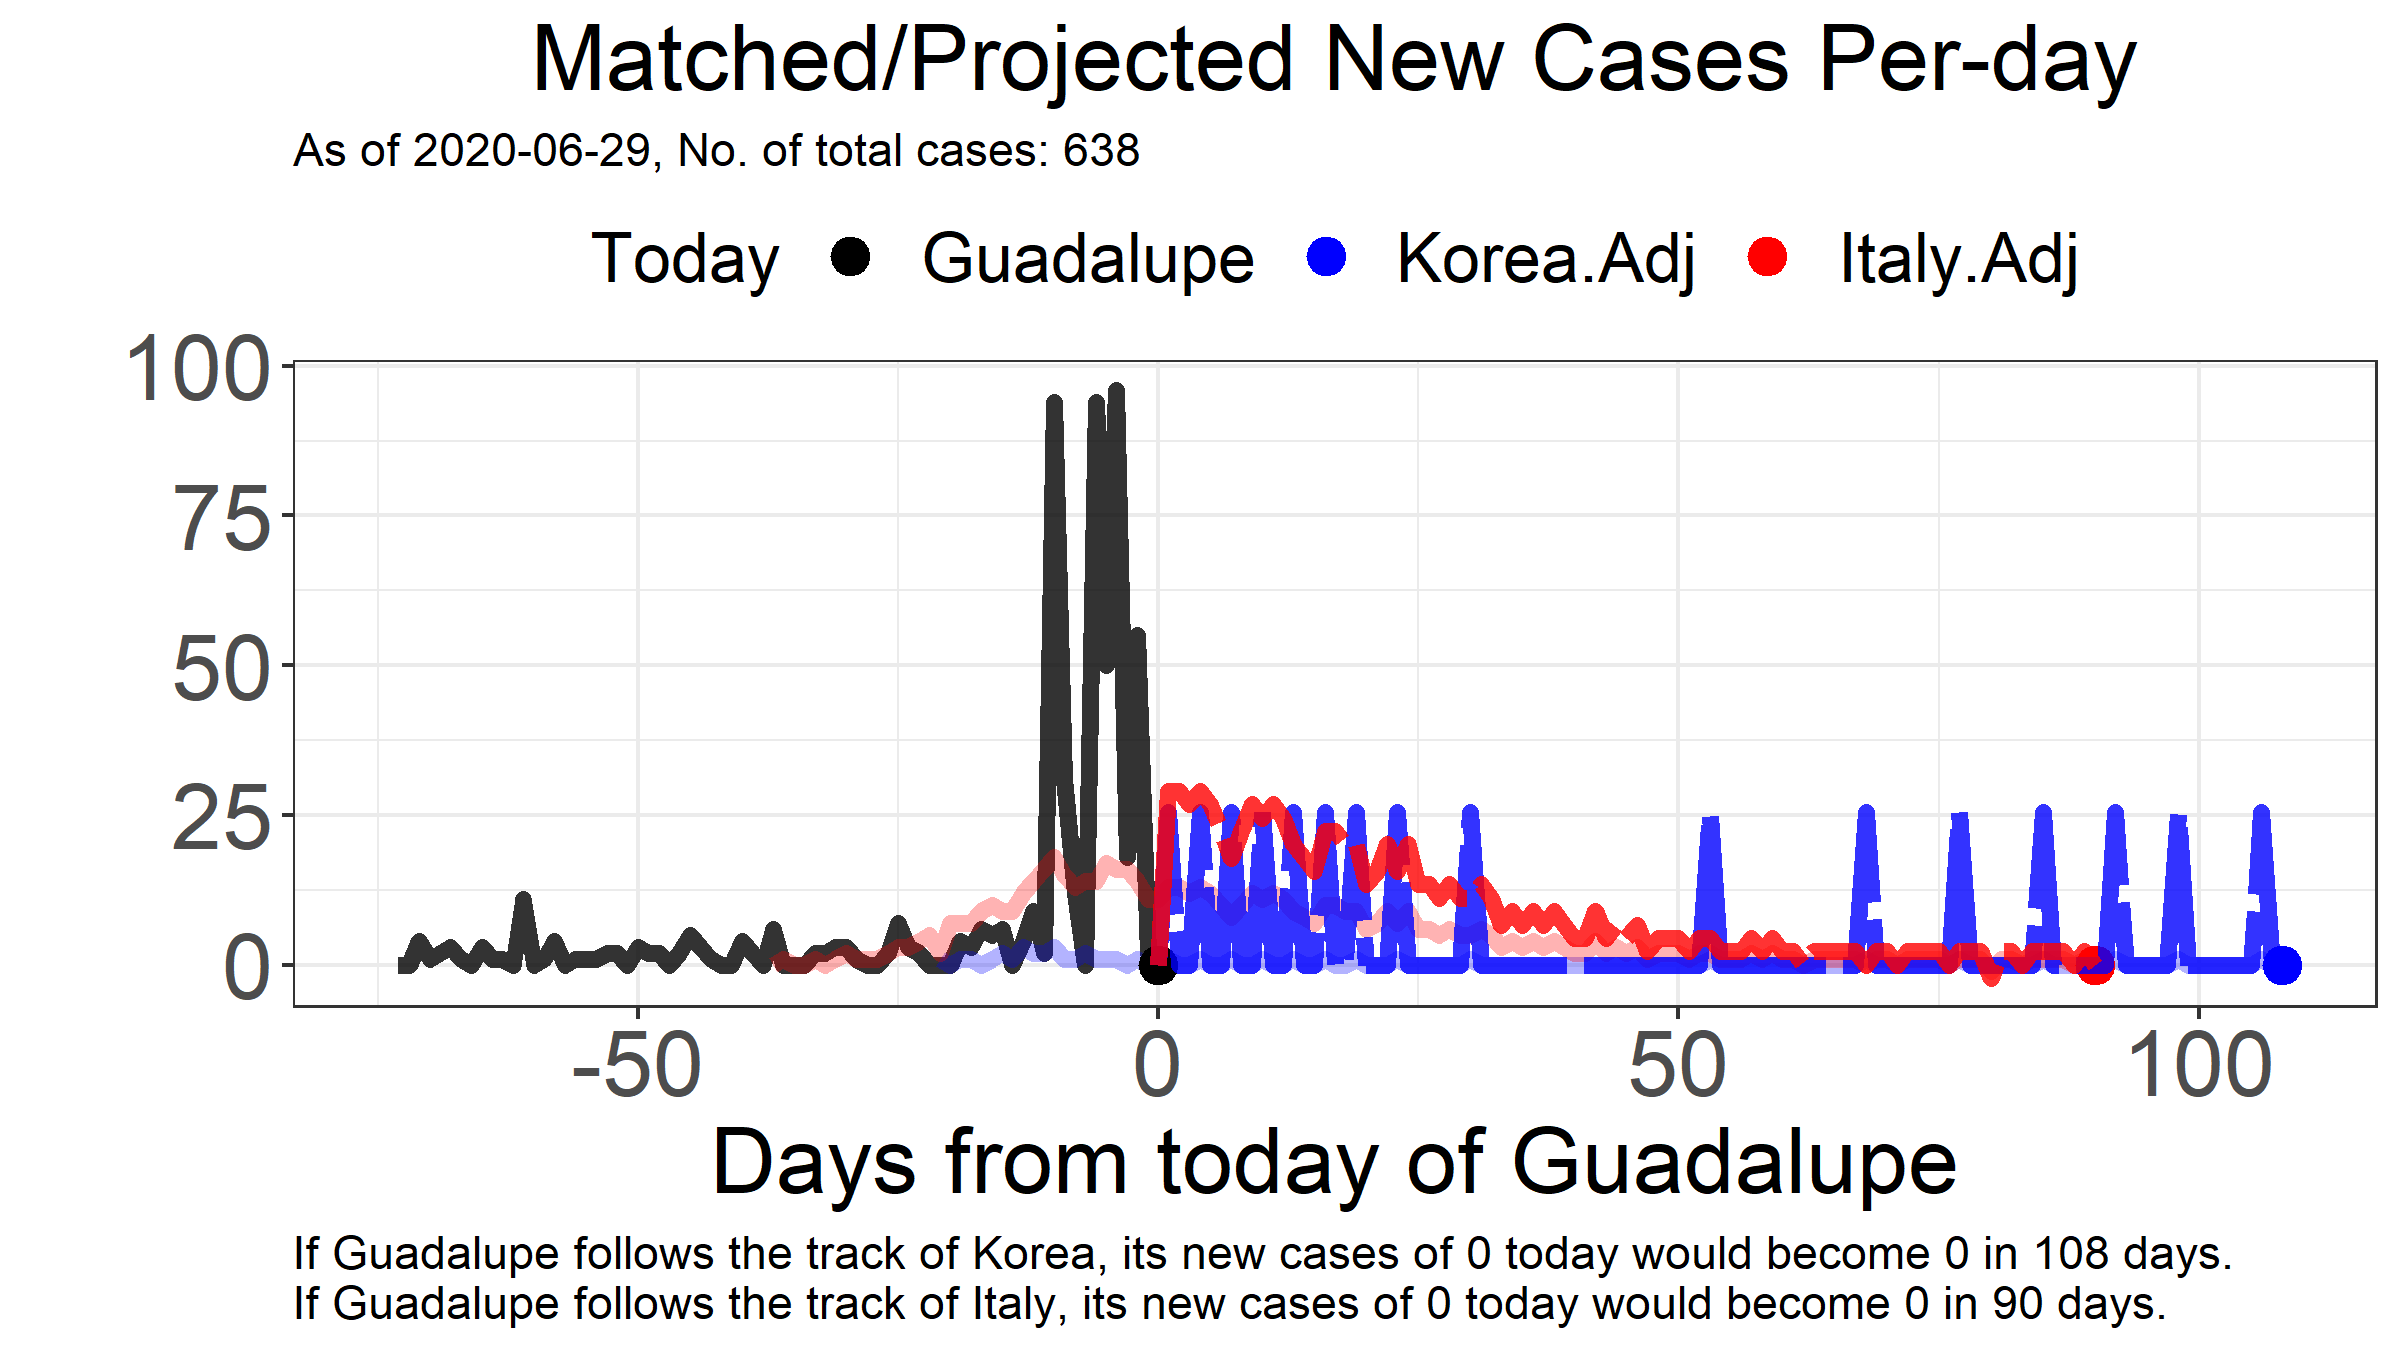 Matched/Projected New Cases Per-day
As of 2020-06-29, No. of total cases: 638
Today Guadalupe Korea.Adj Italy.Adj
100
75
50
25
0
-50 0 50 100
Days from today of Guadalupe
If Guadalupe follows the track of Korea, its new cases of 0 today would become 0 in 108 days.
If Guadalupe follows the track of Italy, its new cases of 0 today would become 0 in 90 days.